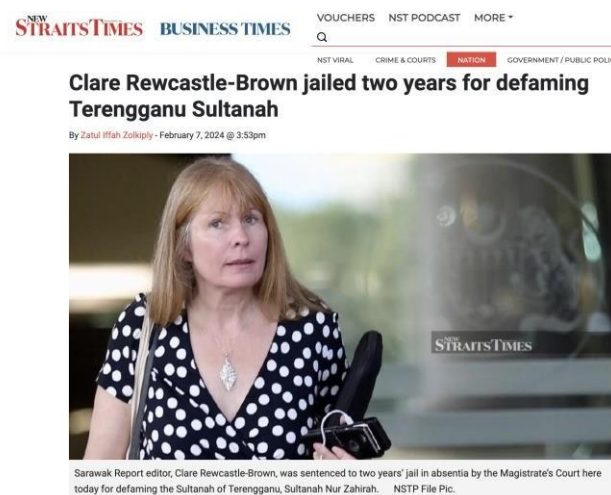 NEW
STRAITS TIMES BUSINESS TIMES
VOUCHERS NST PODCAST MORE
NST VIRAL CRIME & COURTS NATION GOVERNMENT / PUBLIC POLI
Clare Rewcastle-Brown jailed two years for defaming
Terengganu Sultanah
By Zatul Iffah Zolkiply - February 7, 2024 @ 3:53pm
NEW
STRAITS TIMES
Sarawak Report editor, Clare Rewcastle-Brown, was sentenced to two years' jail in absentia by the Magistrate's Court here
today for defaming the Sultanah of Terengganu, Sultanah Nur Zahirah. NSTP File Pic.